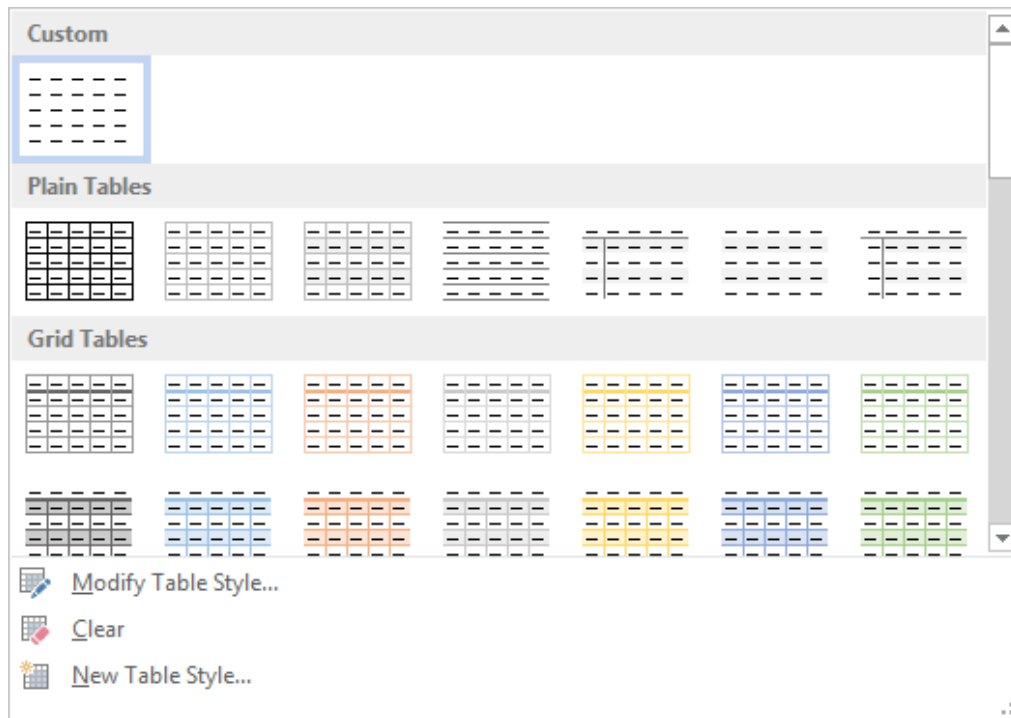 Custom
Plain Tables
Grid Tables
Modify Table Style...
Clear
New Table Style...